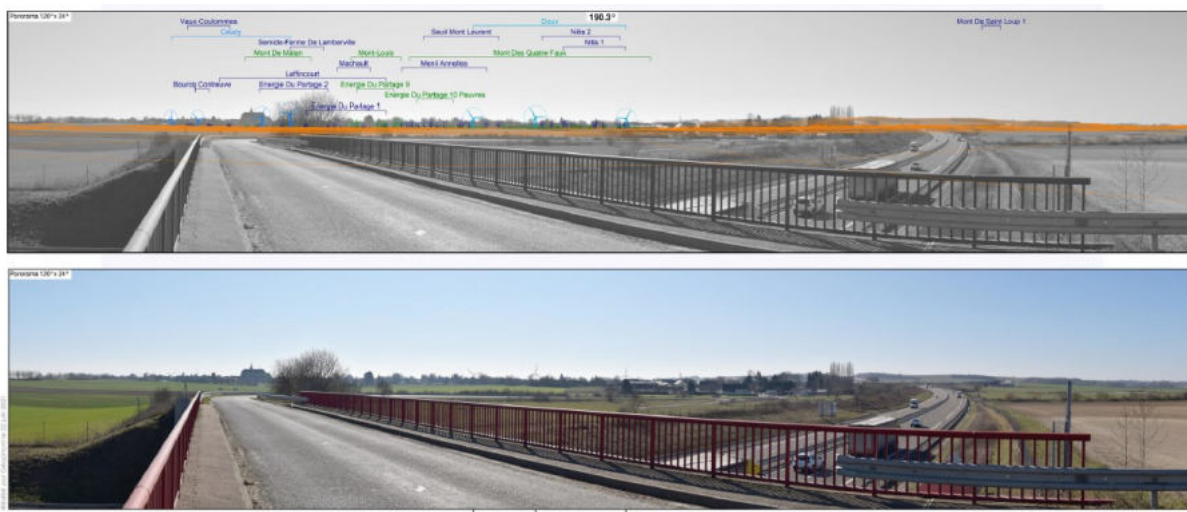 Panorama 120° x 24°
190.3°
Vaux Coulommes
Doux
Mont De Saint Loup 1
Coucy
Seuil Mont Laurent
Nitis 2
Semide-Ferme De Lamberville
Nitis 1
Mont De Malan
Mont-Louis
Mont Des Quatre Faux
Machault
Menil Annelles
Leffincourt
Bourcq Contreuve
Energie Du Partage 2
Energie Du Partage 9
Energie Du Partage 10 Pauvres
Energie Du Partage 1
Panorama 120° x 24°